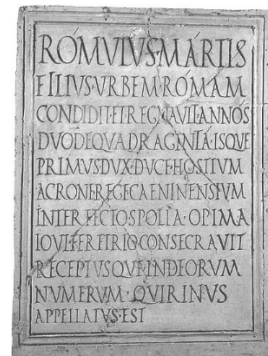 ROMVLVS·MARTIS
FILIVS·VRBEM·ROMAM
CONDIDIT·ET·REGNAVIT·ANNOS
DVODEQVADRAGINTA·ISQVE
PRIMVS·DVX·DVCE·HOSTIVM
ACRONE·REGE·CAENINENSIVM
INTERFECTO·SPOLIA·OPIMA
IOVI·FERETRIO·CONSECRAVIT
RECEPTVSQVE·IN·DEORVM
NVMERVM·QVIRINVS
APPELLATVS·EST